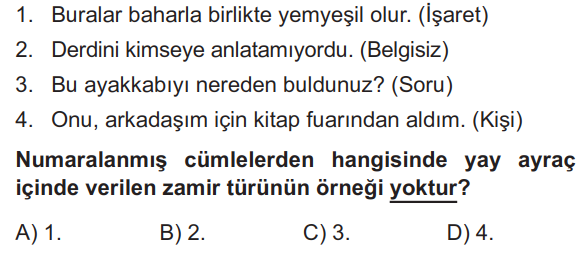 1. Buralar baharla birlikte yemyeşil olur. (İşaret)
2. Derdini kimseye anlatamıyordu. (Belgisiz)
3. Bu ayakkabıyı nereden buldunuz? (Soru)
4. Onu, arkadaşım için kitap fuarından aldım. (Kişi)
Numaralanmış cümlelerden hangisinde yay ayraç
içinde verilen zamir türünün örneği yoktur?
A) 1. B) 2. C) 3. D) 4.